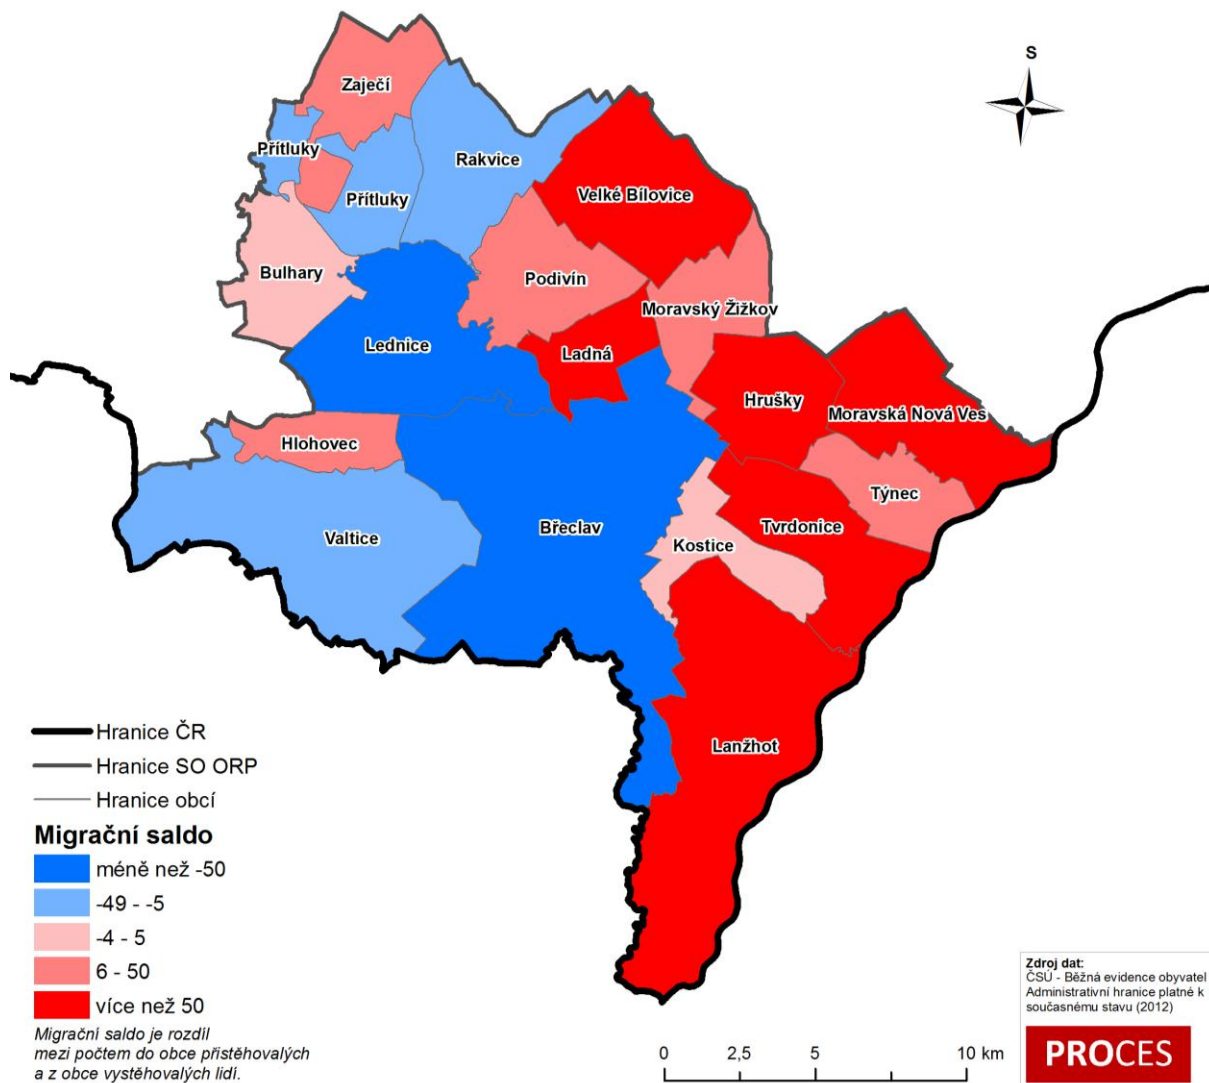 S
Zaječí
Přítluky
Rakvice
Přítluky
Velké Bílovice
Bulhary
Podivín
Moravský Žižkov
Lednice
Ladná
Hrušky
Moravská Nová Ves
Hlohovec
Týnec
Valtice
Břeclav
Kostice
Tvrdonice
Lanžhot
Hranice ČR
Hranice SO ORP
Hranice obcí
Migrační saldo
méně než -50
-49 - -5
-4 - 5
6 - 50
více než 50
Migrační saldo je rozdíl
mezi počtem do obce přistěhovalých
a z obce vystěhovalých lidí.
0 2,5 5 10 km
Zdroj dat:
ČSÚ - Běžná evidence obyvatel
Administrativní hranice platné k
současnému stavu (2012)
PROCES